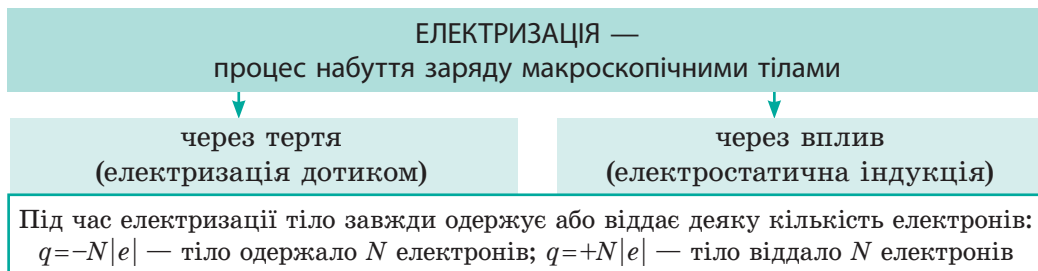 ЕЛЕКТРИЗАЦІЯ —
процес набуття заряду макроскопічними тілами
через тертя
(електризація дотиком)
через вплив
(електростатична індукція)
Під час електризації тіло завжди одержує або віддає деяку кількість електронів:
q=–N|e| — тіло одержало N електронів; q=+N|e| — тіло віддало N електронів